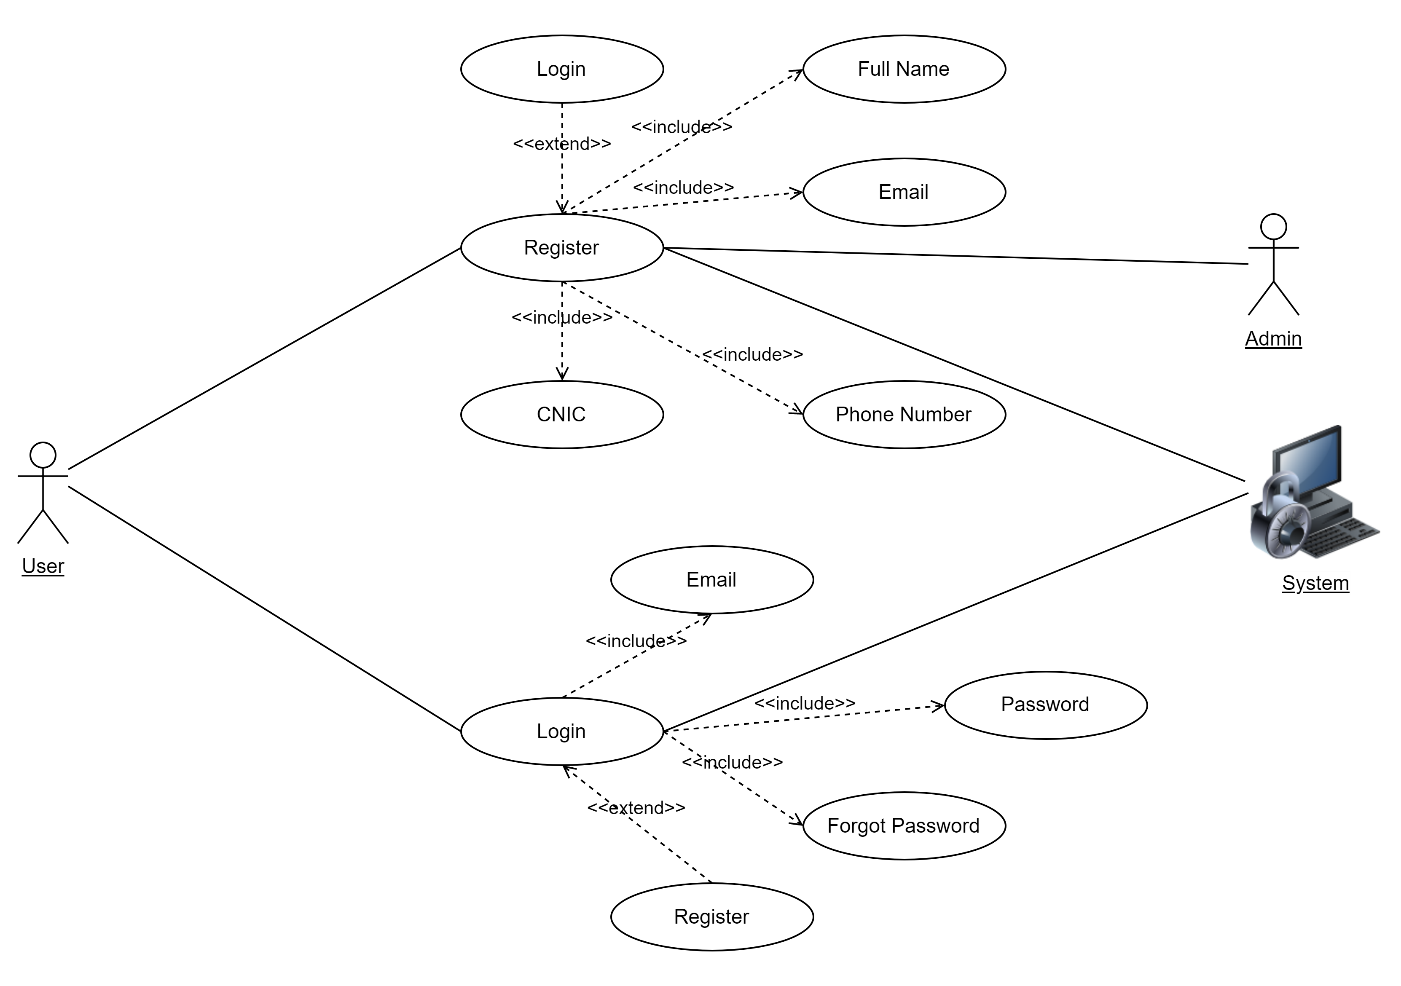 Login
Full Name
<<include>>
<<extend>>
<<include>>
Email
Register
<<include>>
Admin
<<include>>
CNIC
Phone Number
User
Email
System
<<include>>
<<include>>
Password
Login
<<include>>
<<extend>>
Forgot Password
Register